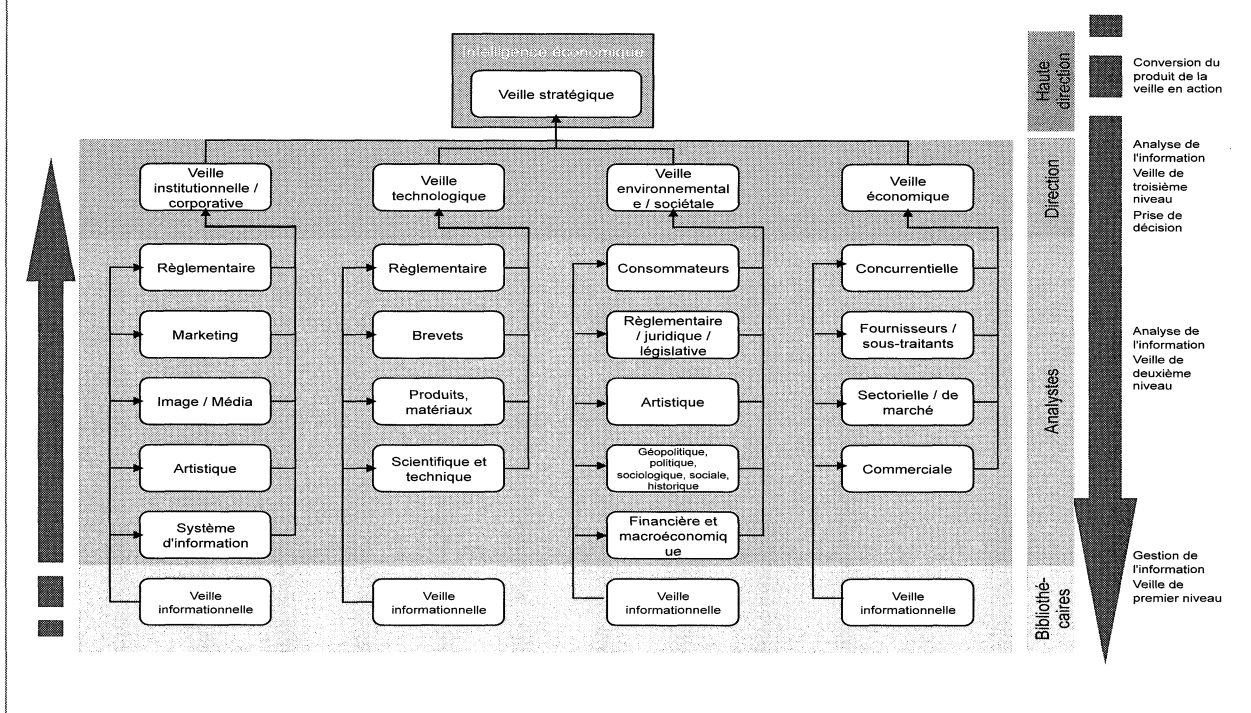 Intelligence économique
Veille stratégique
Haute
direction
Conversion du
produit de la
veille en action
Veille
institutionnelle /
corporative
Veille
technologique
Veille
environnemental
e / sociétale
Veille
économique
Direction
Analyse de
l'information
Veille de
troisième
niveau
Prise de
décision
Règlementaire
Règlementaire
Consommateurs
Concurrentielle
Marketing
Brevets
Règlementaire
/ juridique /
législative
Fournisseurs /
sous-traitants
Image / Média
Produits,
matériaux
Artistique
Sectorielle / de
marché
Analystes
Analyse de
l'information
Veille de
deuxième
niveau
Artistique
Scientifique et
technique
Géopolitique,
politique,
sociologique, sociale,
historique
Commerciale
Système
d'information
Financière et
macroéconomiq
ue
Veille
informationnelle
Veille
informationnelle
Veille
informationnelle
Veille
informationnelle
Bibliothé-
caires
Gestion de
l'information
Veille de
premier niveau